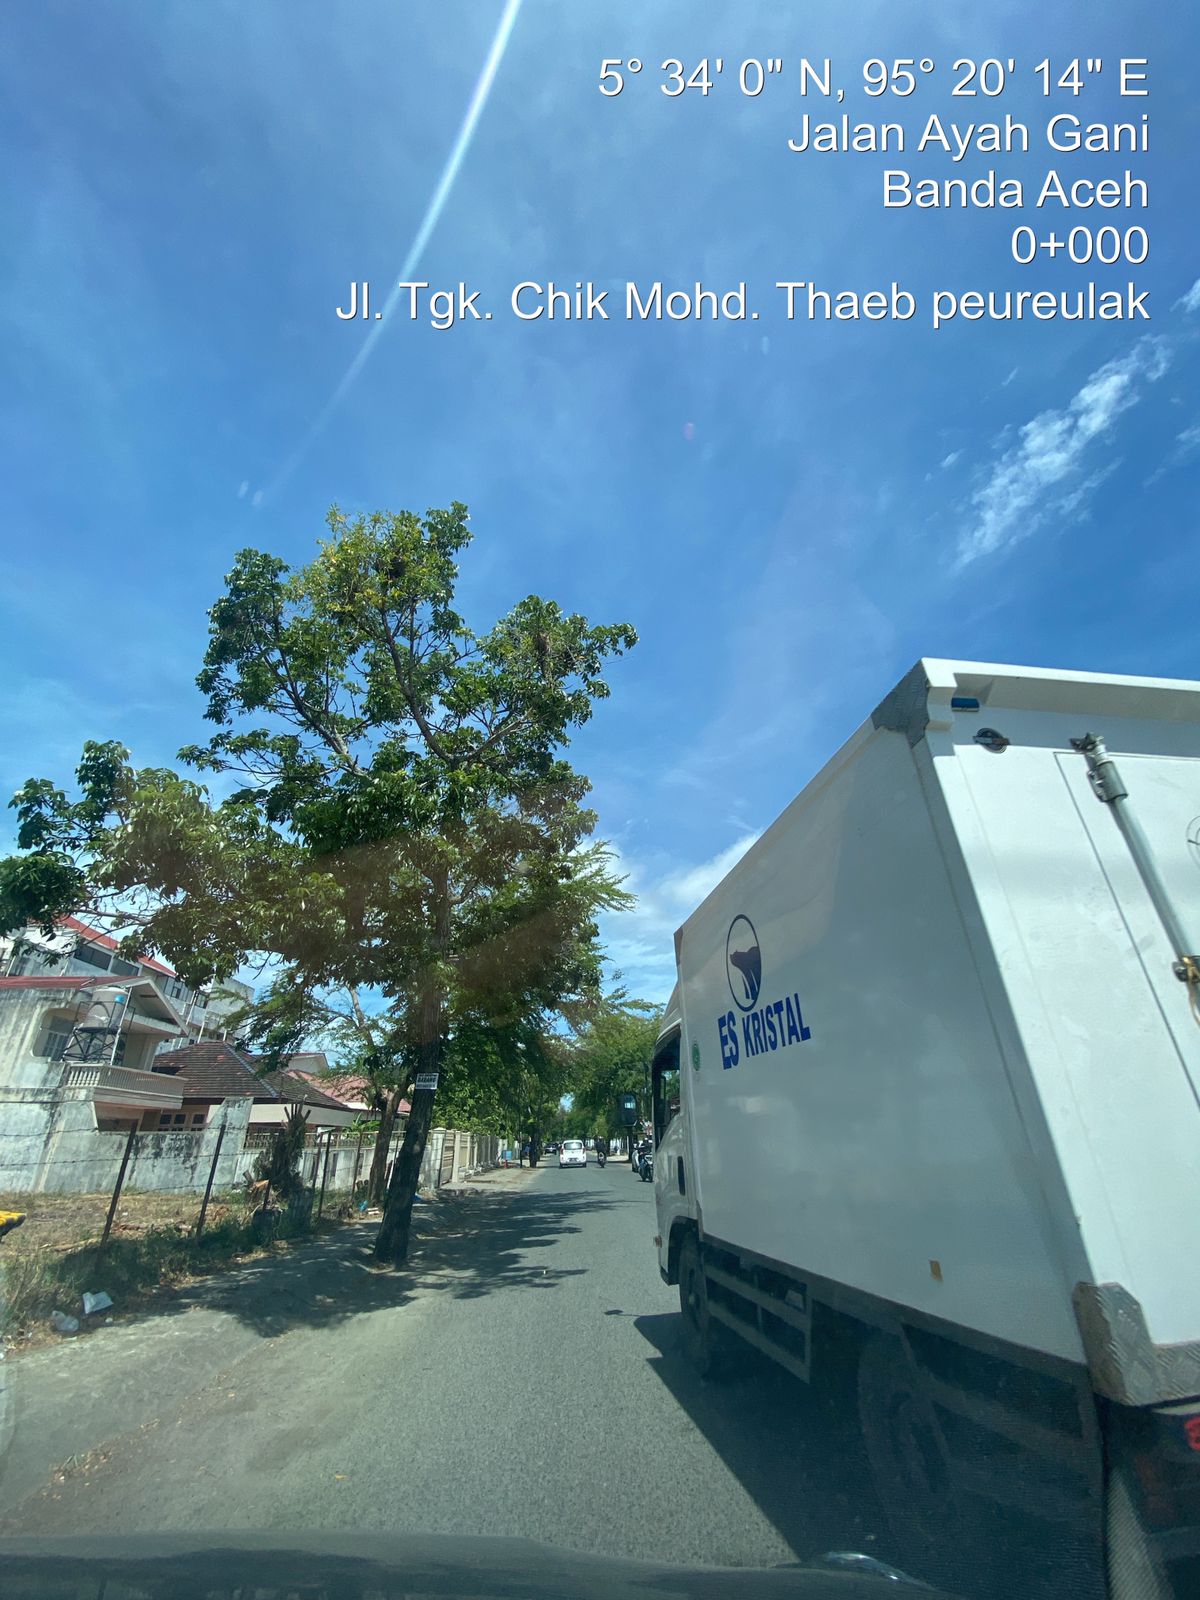 5° 34' 0" N, 95° 20' 14" E
Jalan Ayah Gani
Banda Aceh
0+000
Jl. Tgk. Chik Mohd. Thaeb peureulak
ES KRISTAL